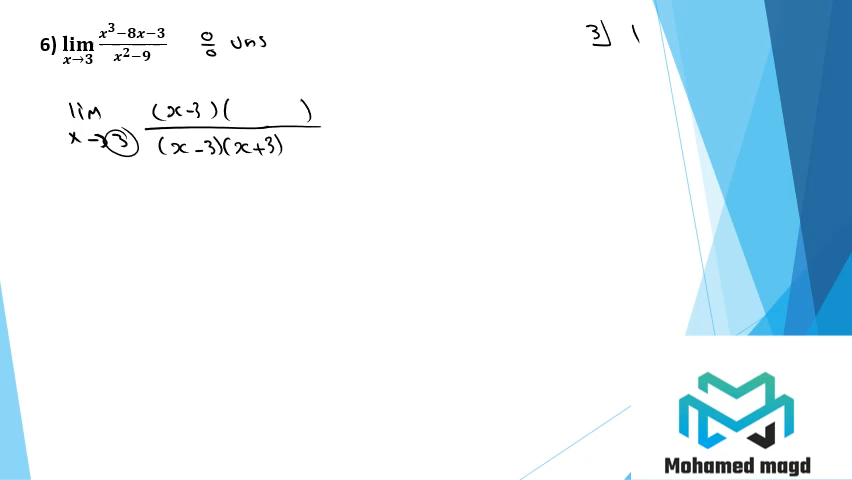 6) lim x→3 (x³−8x−3)/(x²−9) 0/0 uns
3⌋ 1
lim x→3 (x−3)( )/((x−3)(x+3))
Mohamed magd